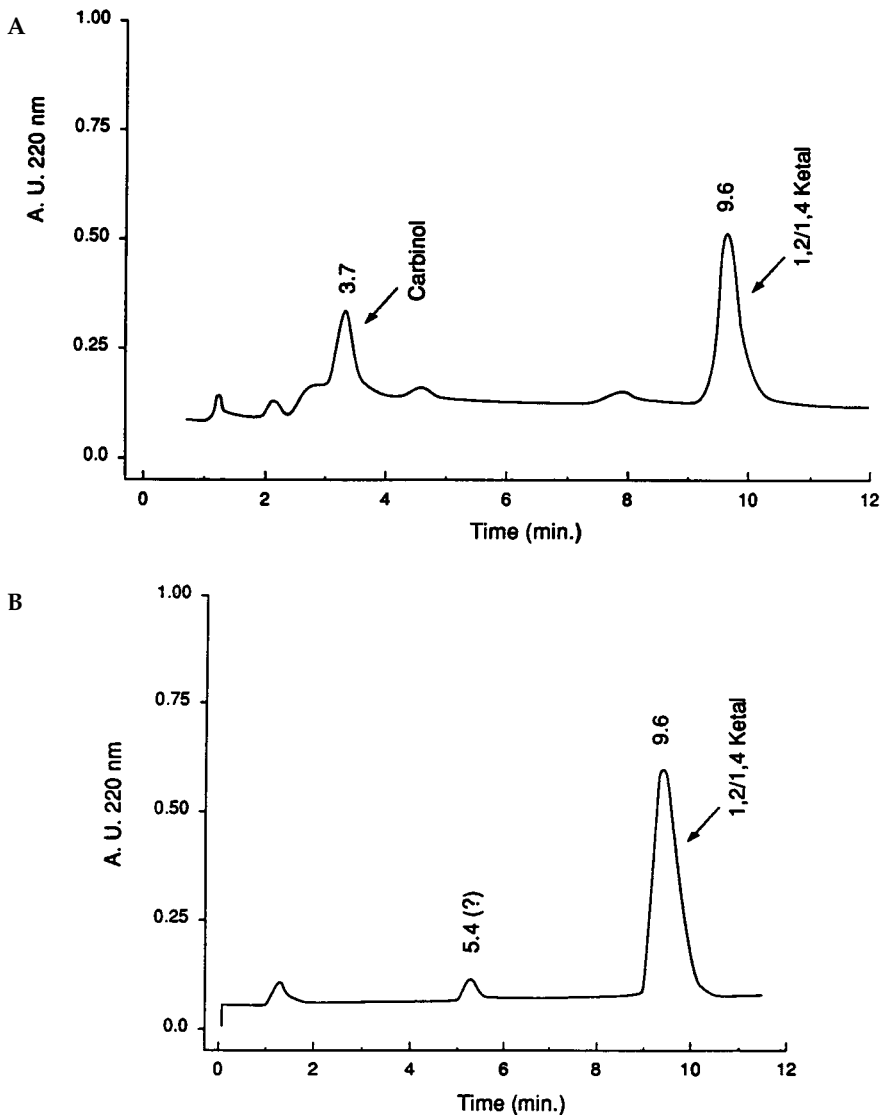 A
1.00
0.75
0.50
0.25
0.0
A. U. 220 nm
3.7
Carbinol
9.6
1,2/1,4 Ketal
0 2 4 6 8 10 12
Time (min.)
B
1.00
0.75
0.50
0.25
0.0
A. U. 220 nm
5.4 (?)
9.6
1,2/1,4 Ketal
0 2 4 6 8 10 12
Time (min.)